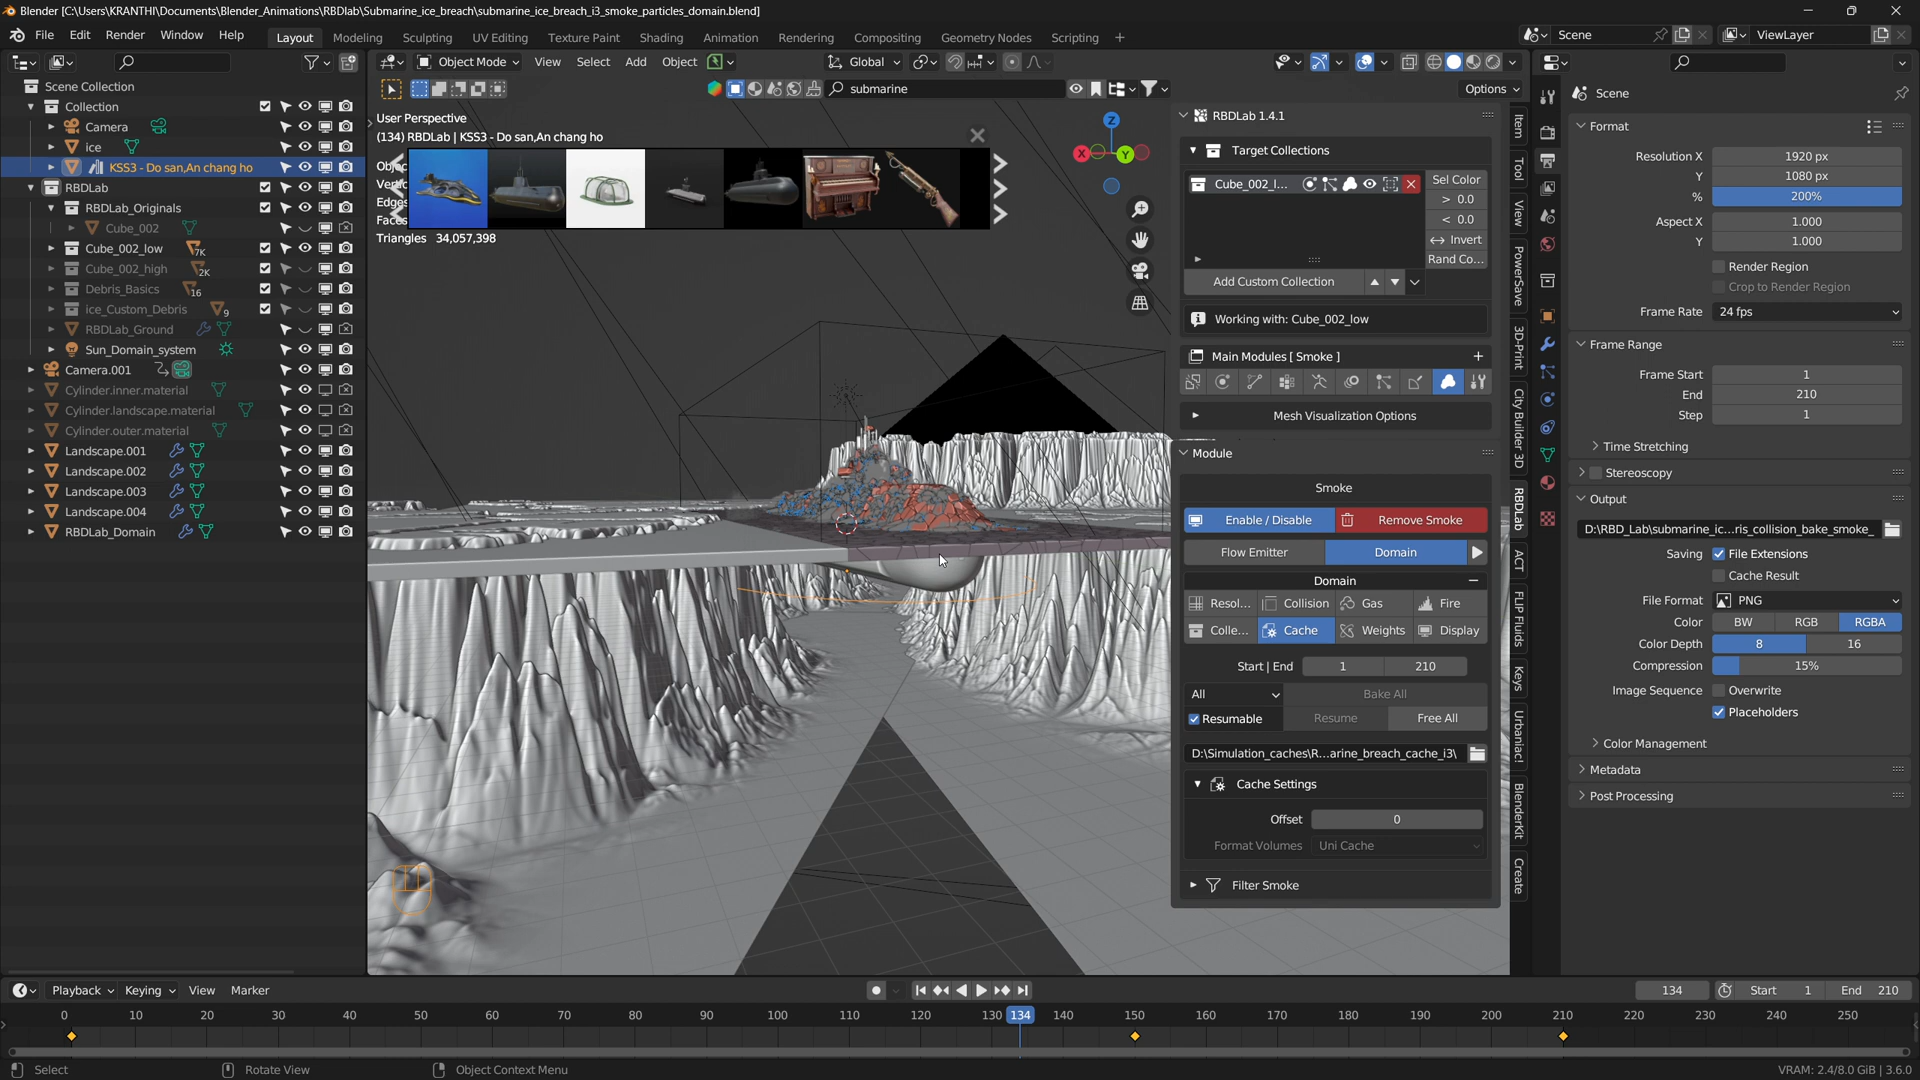 Blender [C:\Users\KRANTHI\Documents\Blender_Animations\RBDlab\Submarine_ice_breach\submarine_ice_breach_i3_smoke_particles_domain.blend]
File Edit Render Window Help Layout Modeling Sculpting UV Editing Texture Paint Shading Animation Rendering Compositing Geometry Nodes Scripting + Scene ViewLayer
Object Mode View Select Add Object Global
submarine Options
Scene Collection
Collection
Camera
ice
KSS3 - Do san,An chang ho
RBDLab
RBDLab_Originals
Cube_002
Cube_002_low 7K
Cube_002_high 2K
Debris_Basics 16
ice_Custom_Debris 9
RBDLab_Ground
Sun_Domain_system
Camera.001
Cylinder.inner.material
Cylinder.landscape.material
Cylinder.outer.material
Landscape.001
Landscape.002
Landscape.003
Landscape.004
RBDLab_Domain
User Perspective
(134) RBDLab | KSS3 - Do san,An chang ho
Triangles 34,057,398
Z
X
Y
RBDLab 1.4.1
Target Collections
Cube_002_l... Sel Color
> 0.0
< 0.0
Invert
Rand Co...
Add Custom Collection
Working with: Cube_002_low
Main Modules [ Smoke ] +
Mesh Visualization Options
Module
Smoke
Enable / Disable Remove Smoke
Flow Emitter Domain
Domain
Resol... Collision Gas Fire
Colle... Cache Weights Display
Start | End 1 210
All Bake All
Resumable Resume Free All
D:\Simulation_caches\R...arine_breach_cache_i3\
Cache Settings
Offset 0
Format Volumes Uni Cache
Filter Smoke
Item
Tool
View
PowerSave
3D-Print
City Builder 3D
RBDLab
ACT
FLIP Fluids
Keys
Urbaniac!
BlenderKit
Create
Scene
Format
Resolution X 1920 px
Y 1080 px
% 200%
Aspect X 1.000
Y 1.000
Render Region
Crop to Render Region
Frame Rate 24 fps
Frame Range
Frame Start 1
End 210
Step 1
Time Stretching
Stereoscopy
Output
D:\RBD_Lab\submarine_ic...ris_collision_bake_smoke_
Saving File Extensions
Cache Result
File Format PNG
Color BW RGB RGBA
Color Depth 8 16
Compression 15%
Image Sequence Overwrite
Placeholders
Color Management
Metadata
Post Processing
Playback Keying View Marker 134 Start 1 End 210
0 10 20 30 40 50 60 70 80 90 100 110 120 130 134 140 150 160 170 180 190 200 210 220 230 240 250
Select Rotate View Object Context Menu VRAM: 2.4/8.0 GiB | 3.6.0